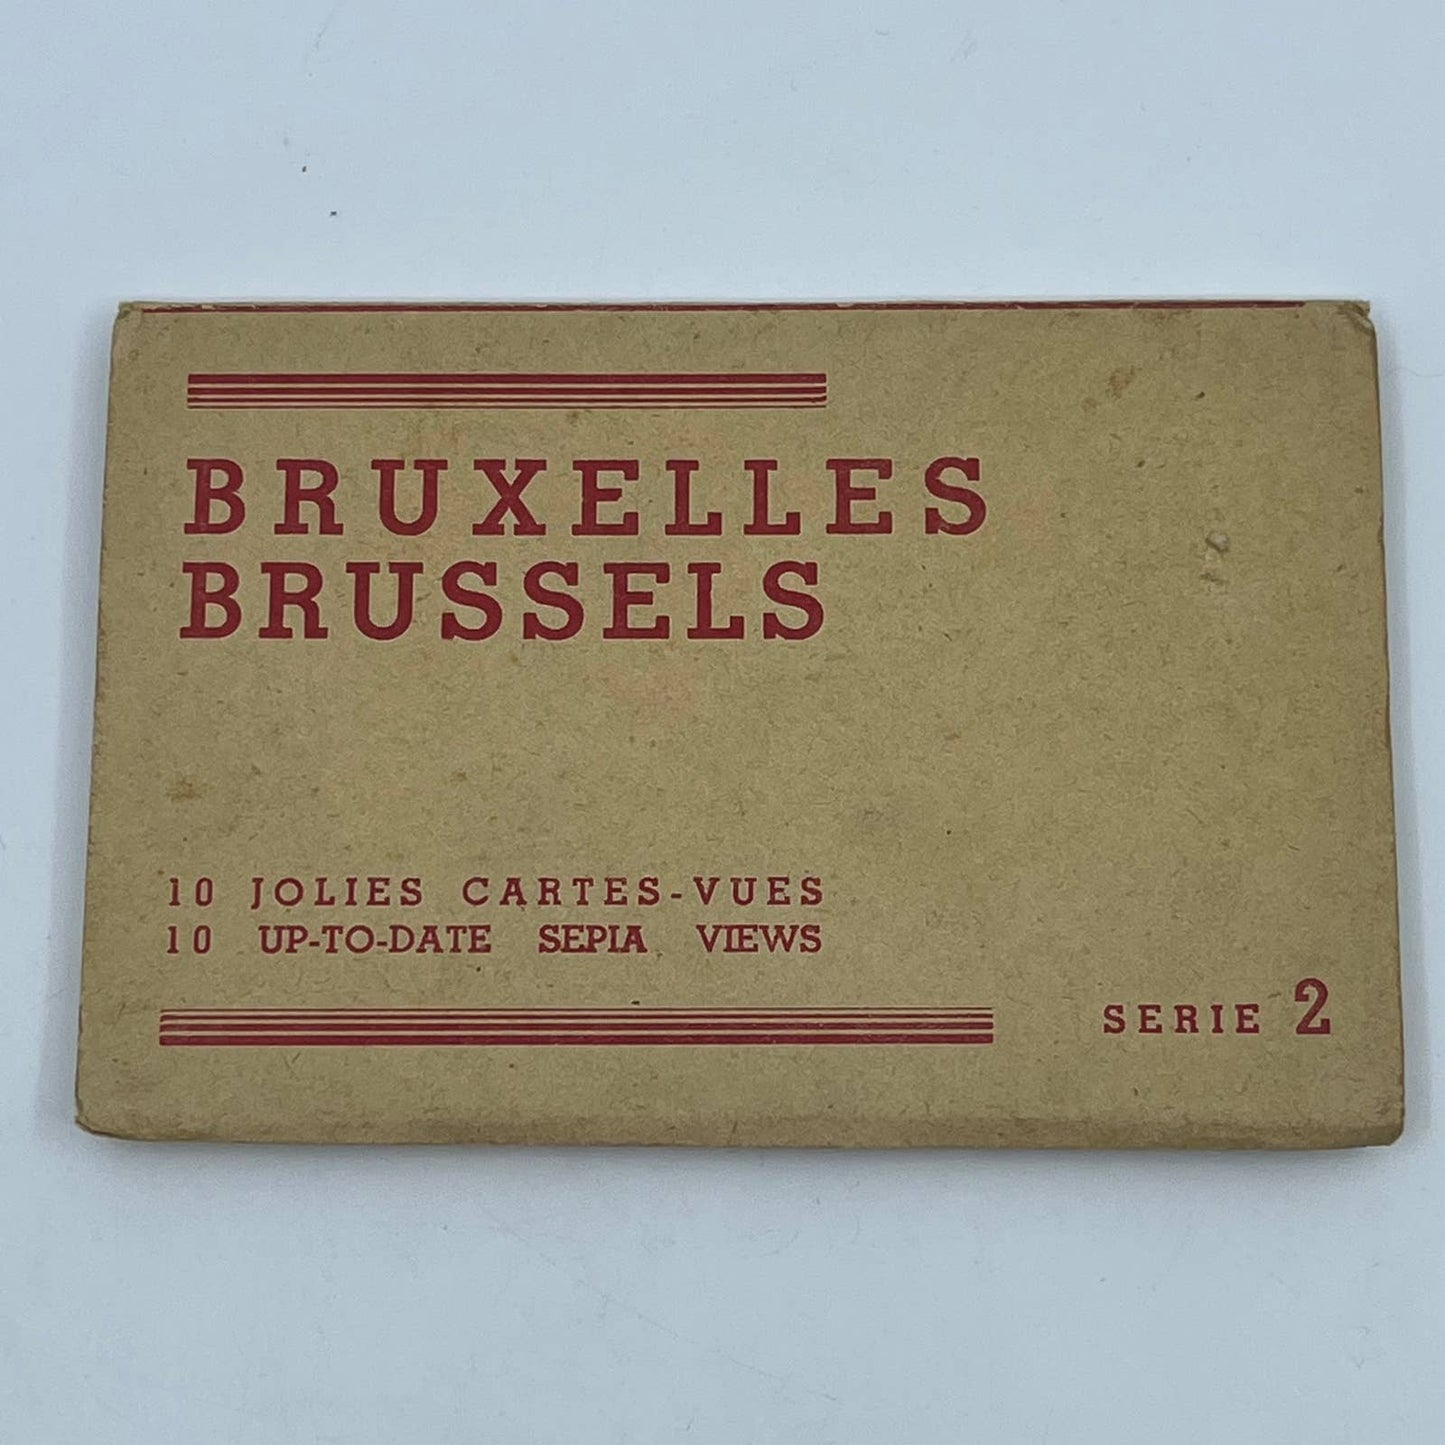 BRUXELLES
BRUSSELS
10 JOLIES CARTES-VUES
10 UP-TO-DATE SEPIA VIEWS
SERIE 2